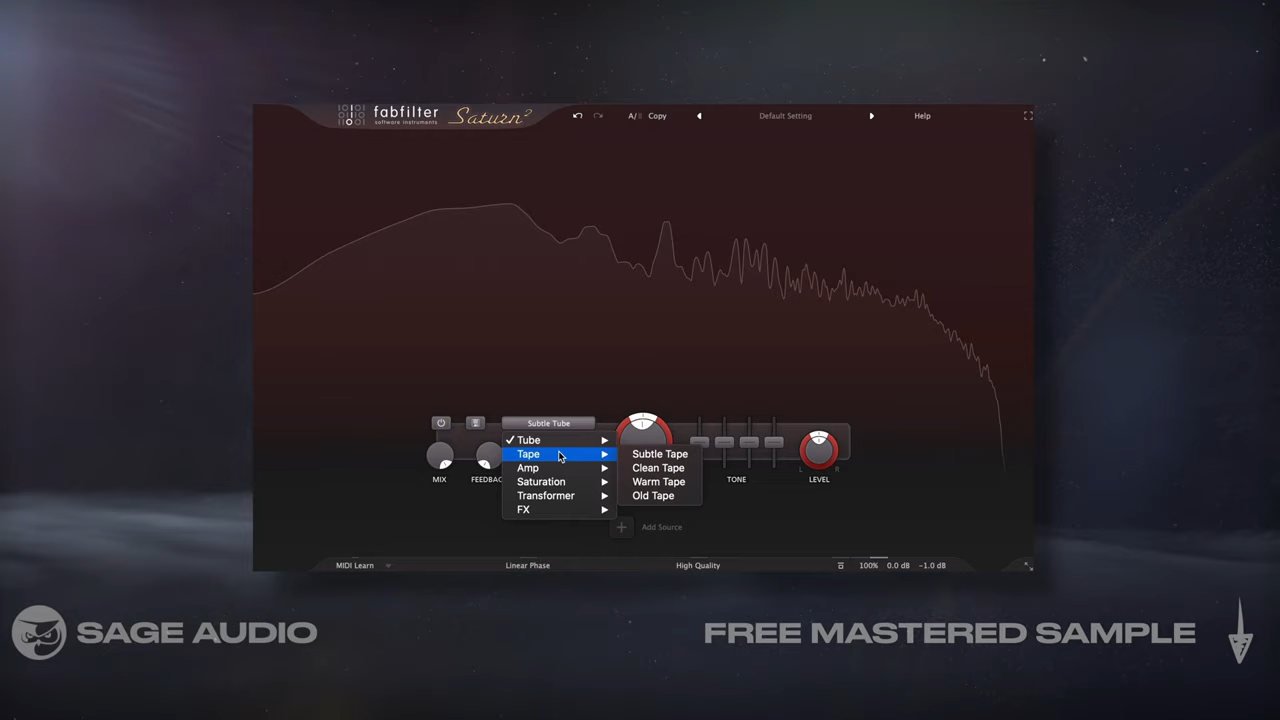 fabfilter
software instruments
Saturn2
A/B Copy
Default Setting
Help
Subtle Tube
✓ Tube
Tape
Amp
Saturation
Transformer
FX
Subtle Tape
Clean Tape
Warm Tape
Old Tape
MIX
FEEDBAC
TONE
L R
LEVEL
+ Add Source
MIDI Learn
Linear Phase
High Quality
100% 0.0 dB -1.0 dB
SAGE AUDIO
FREE MASTERED SAMPLE